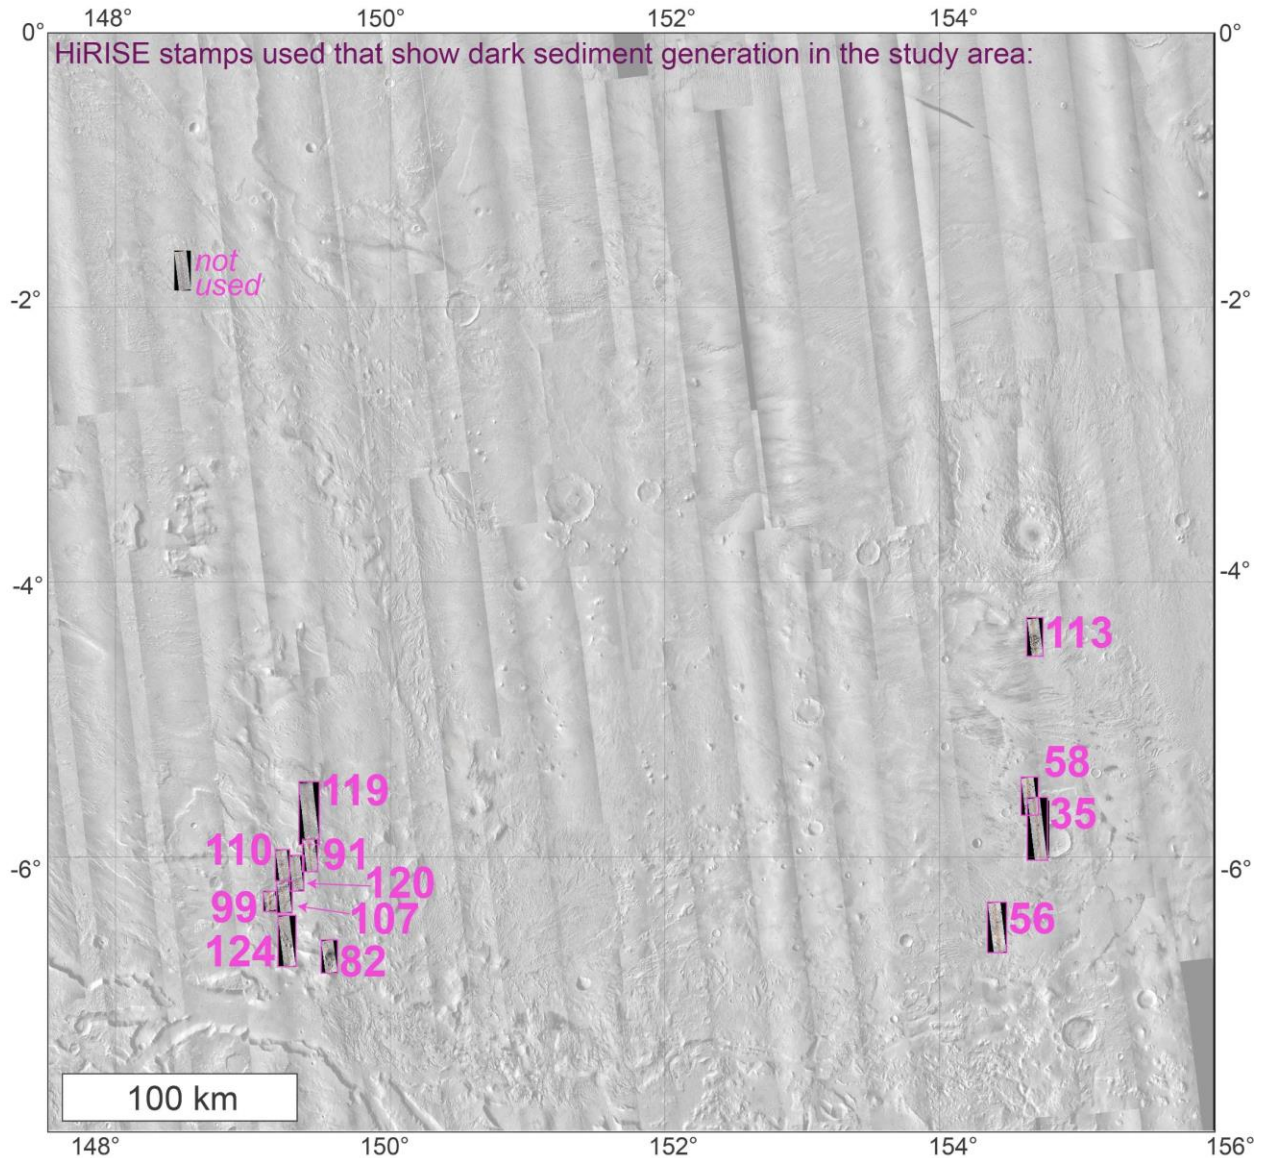 148° 150° 152° 154°
0° 0°
HiRISE stamps used that show dark sediment generation in the study area:
not
used
-2° -2°
-4° -4°
113
58
119 35
110 91
-6° -6°
120
99 107 56
124 82
100 km
148° 150° 152° 154° 156°